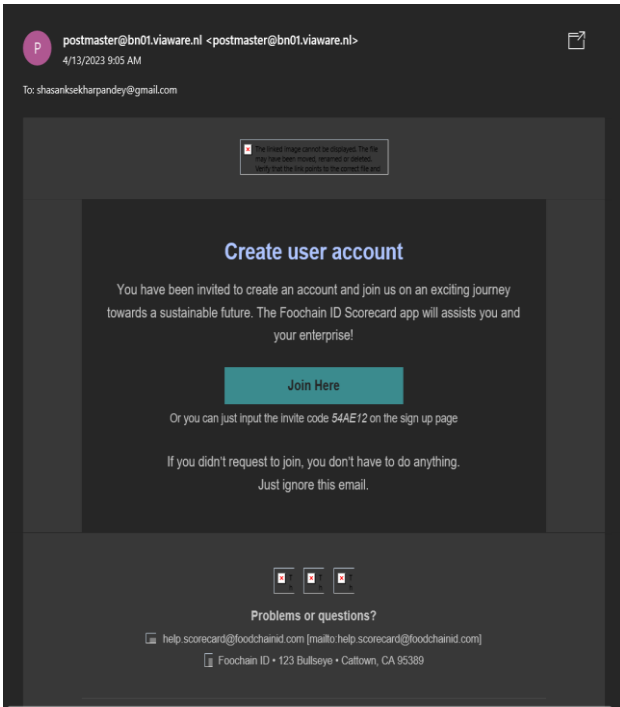 P
postmaster@bn01.viaware.nl <postmaster@bn01.viaware.nl>
4/13/2023 9:05 AM
To: shasanksekharpandey@gmail.com
The linked image cannot be displayed. The file
may have been moved, renamed or deleted.
Verify that the link points to the correct file and
Create user account
You have been invited to create an account and join us on an exciting journey
towards a sustainable future. The Foochain ID Scorecard app will assists you and
your enterprise!
Join Here
Or you can just input the invite code 54AE12 on the sign up page
If you didn't request to join, you don't have to do anything.
Just ignore this email.
Problems or questions?
help.scorecard@foodchainid.com [mailto:help.scorecard@foodchainid.com]
Foochain ID • 123 Bullseye • Cattown, CA 95389